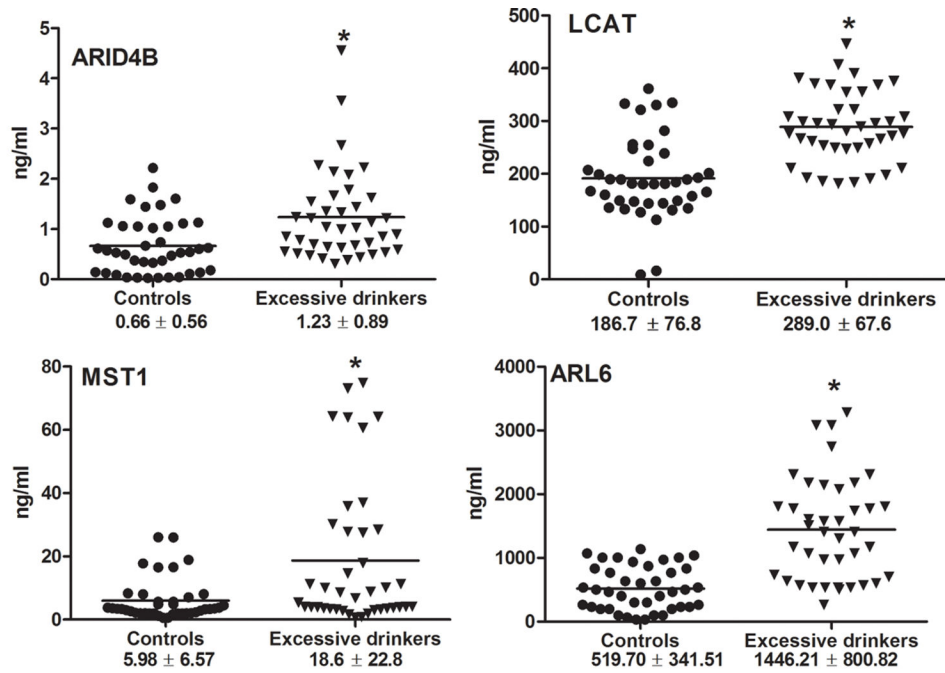 ARID4B
*
5
4
3
2
1
0
ng/ml
Controls Excessive drinkers
0.66 ± 0.56 1.23 ± 0.89
LCAT
*
500
400
300
200
100
0
ng/ml
Controls Excessive drinkers
186.7 ± 76.8 289.0 ± 67.6
MST1
*
80
60
40
20
0
ng/ml
Controls Excessive drinkers
5.98 ± 6.57 18.6 ± 22.8
ARL6
*
4000
3000
2000
1000
0
ng/ml
Controls Excessive drinkers
519.70 ± 341.51 1446.21 ± 800.82